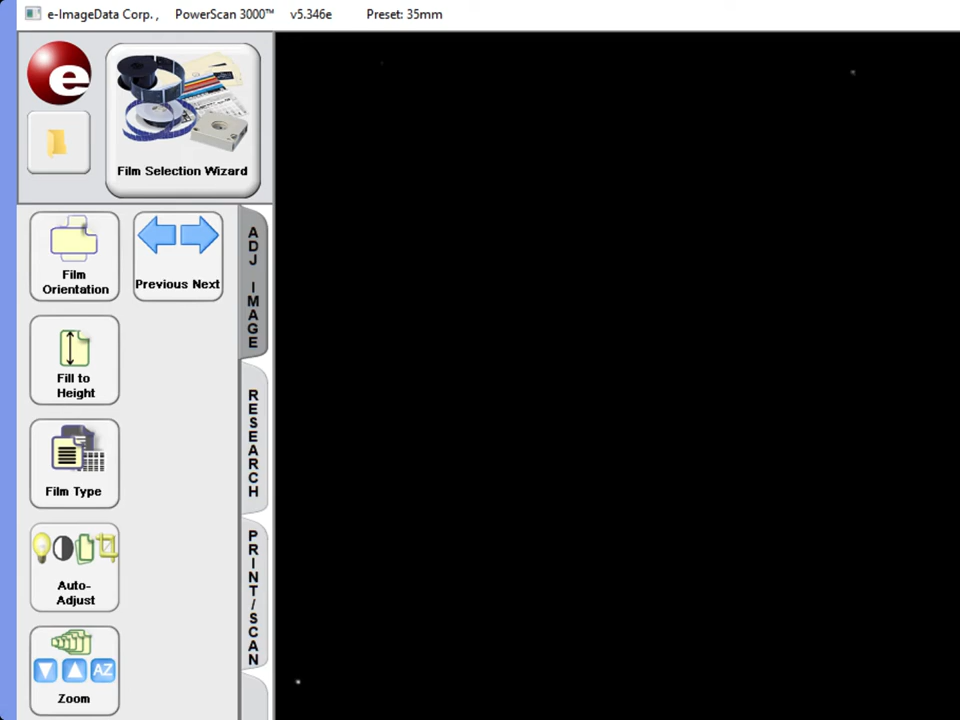 e-ImageData Corp., PowerScan 3000™ v5.346e Preset: 35mm
e
Film Selection Wizard
Film
Orientation
Previous Next
Fill to
Height
Film Type
Auto-
Adjust
AZ
Zoom
ADJ IMAGE
RESEARCH
PRINT/SCAN